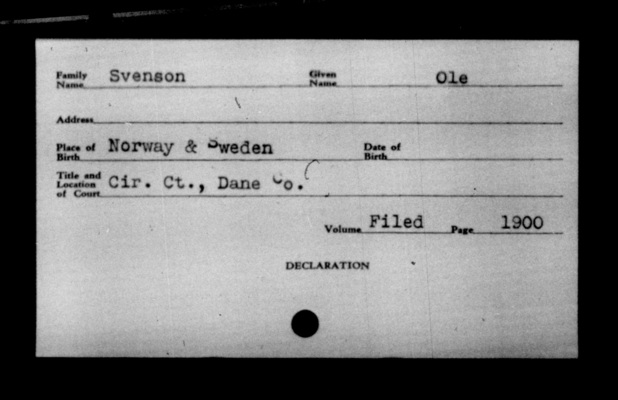 Family Name Svenson Given Name Ole
Address
Place of Birth Norway & Sweden Date of Birth
Title and Location of Court Cir. Ct., Dane Co.
Volume Filed Page 1900
DECLARATION